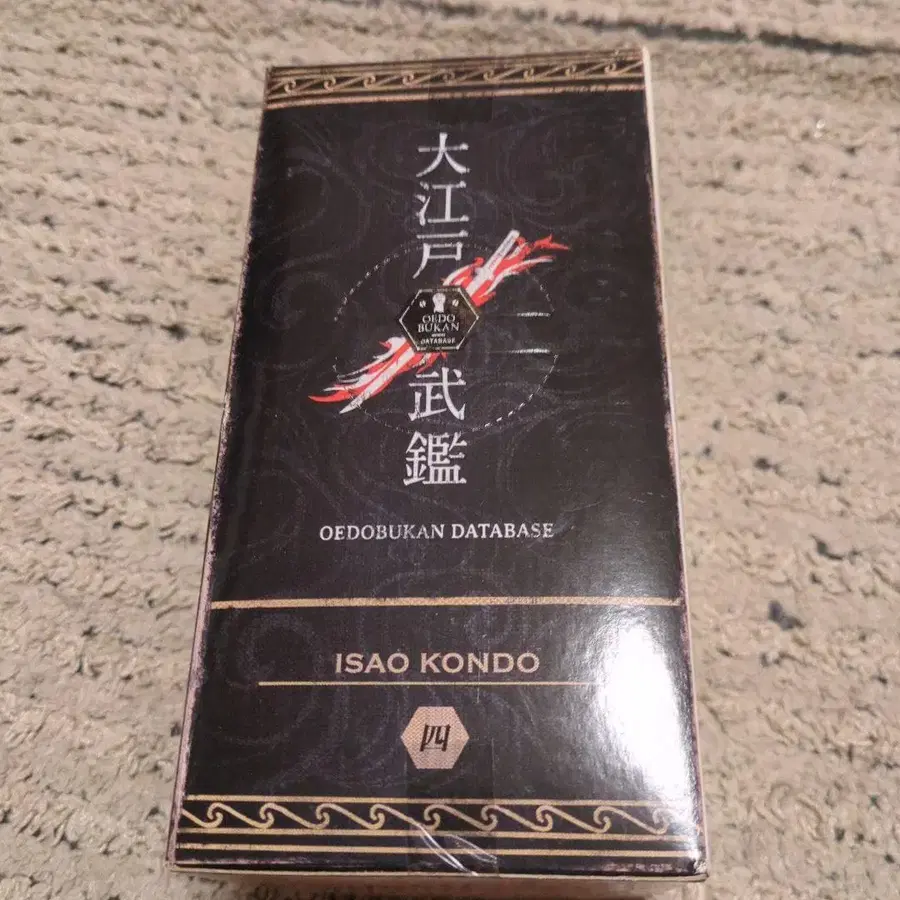 大江戸
OEDO
BUKAN
DATABASE
武鑑
OEDOBUKAN DATABASE
ISAO KONDO
四